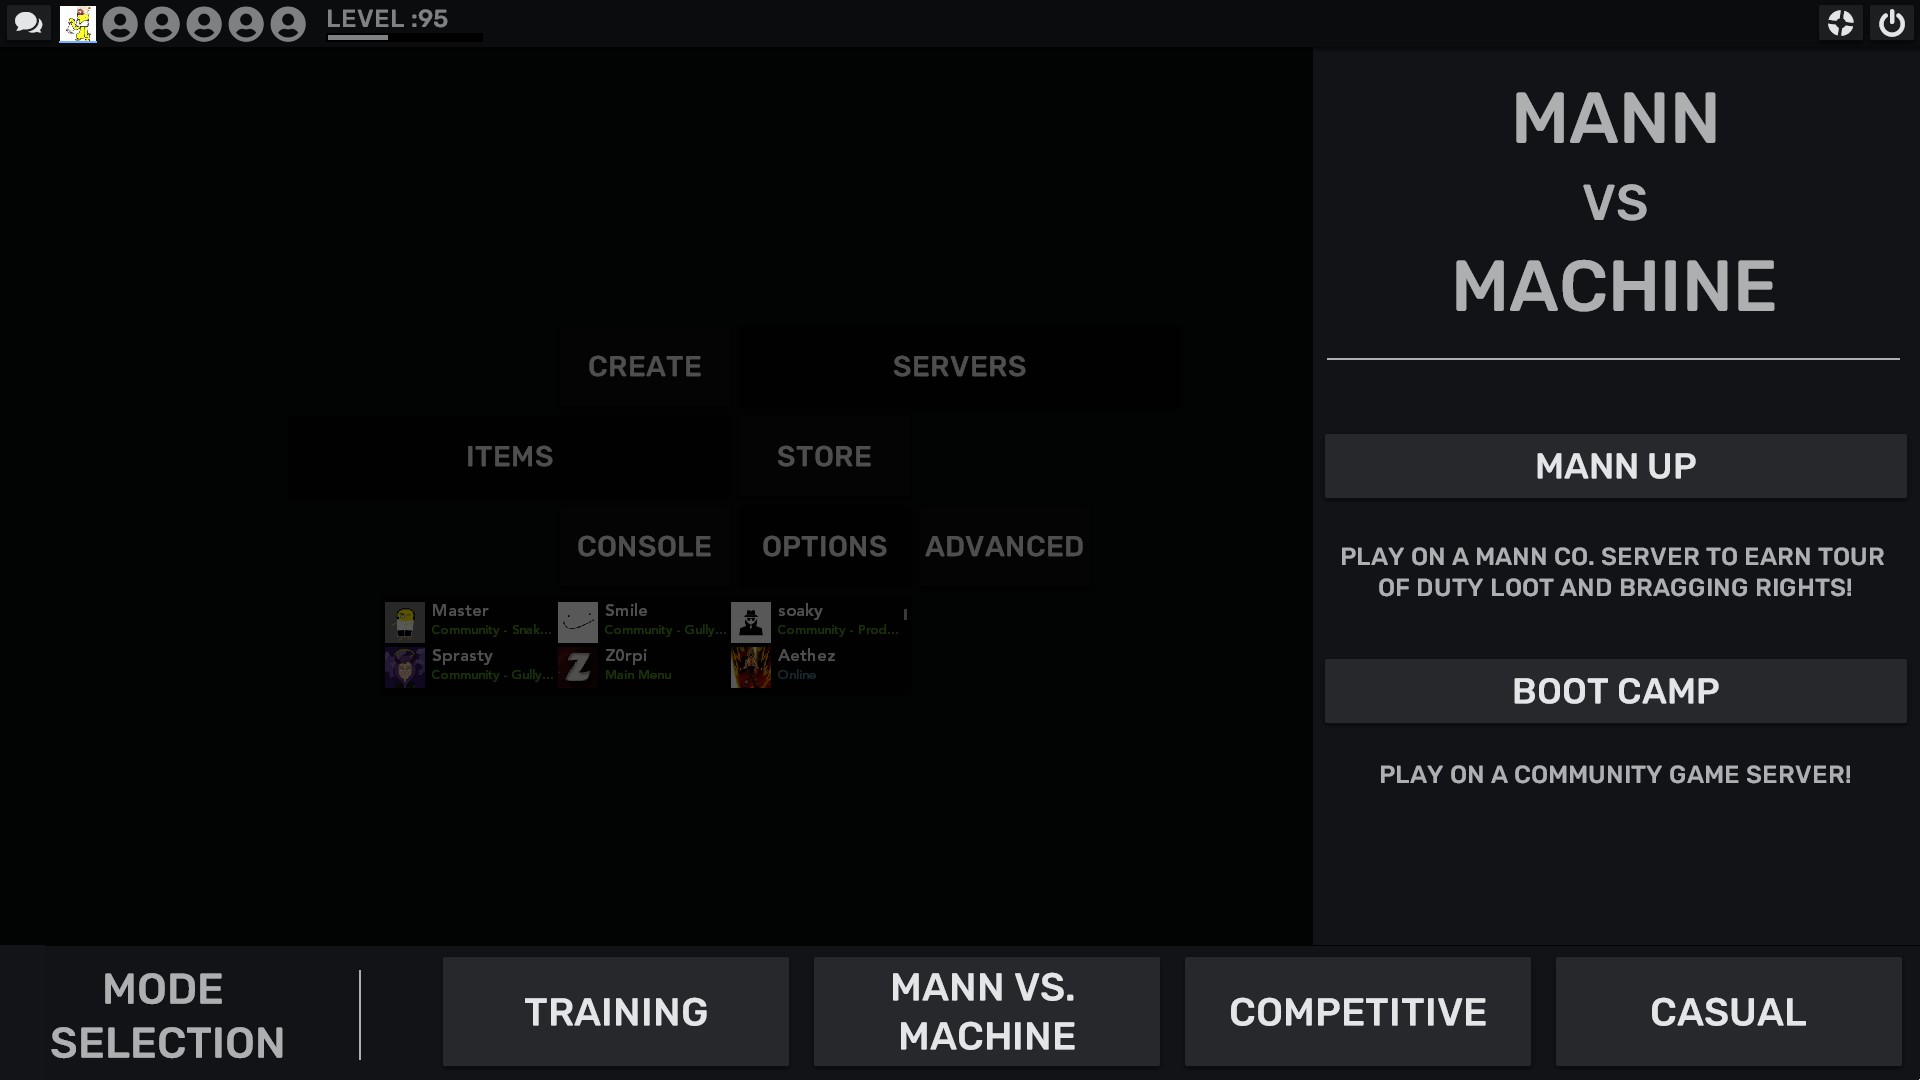 LEVEL :95
MANN
VS
MACHINE
CREATE
SERVERS
ITEMS
STORE
CONSOLE
OPTIONS
ADVANCED
Master
Community - Snak...
Smile
Community - Gully...
soaky
Community - Prod...
Sprasty
Community - Gully...
Z0rpi
Main Menu
Aethez
Online
MANN UP
PLAY ON A MANN CO. SERVER TO EARN TOUR
OF DUTY LOOT AND BRAGGING RIGHTS!
BOOT CAMP
PLAY ON A COMMUNITY GAME SERVER!
MODE
SELECTION
TRAINING
MANN VS.
MACHINE
COMPETITIVE
CASUAL